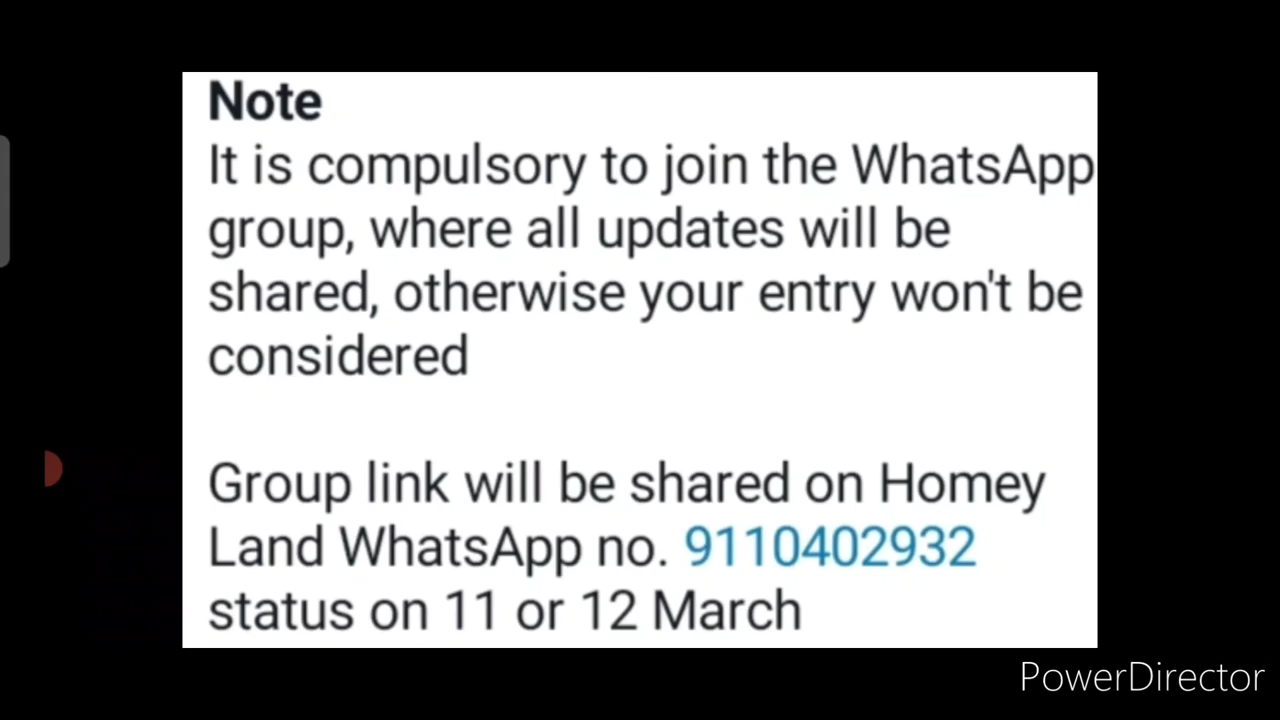 Note
It is compulsory to join the WhatsApp
group, where all updates will be
shared, otherwise your entry won't be
considered
Group link will be shared on Homey
Land WhatsApp no. 9110402932
status on 11 or 12 March
PowerDirector